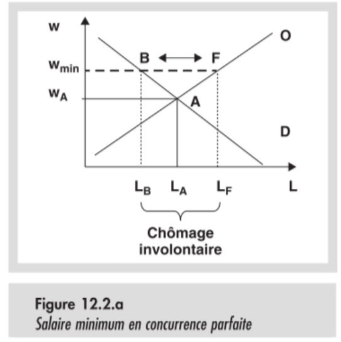 w
O
B F
wmin
wA
A
D
LB LA LF L
Chômage
involontaire
Figure 12.2.a
Salaire minimum en concurrence parfaite